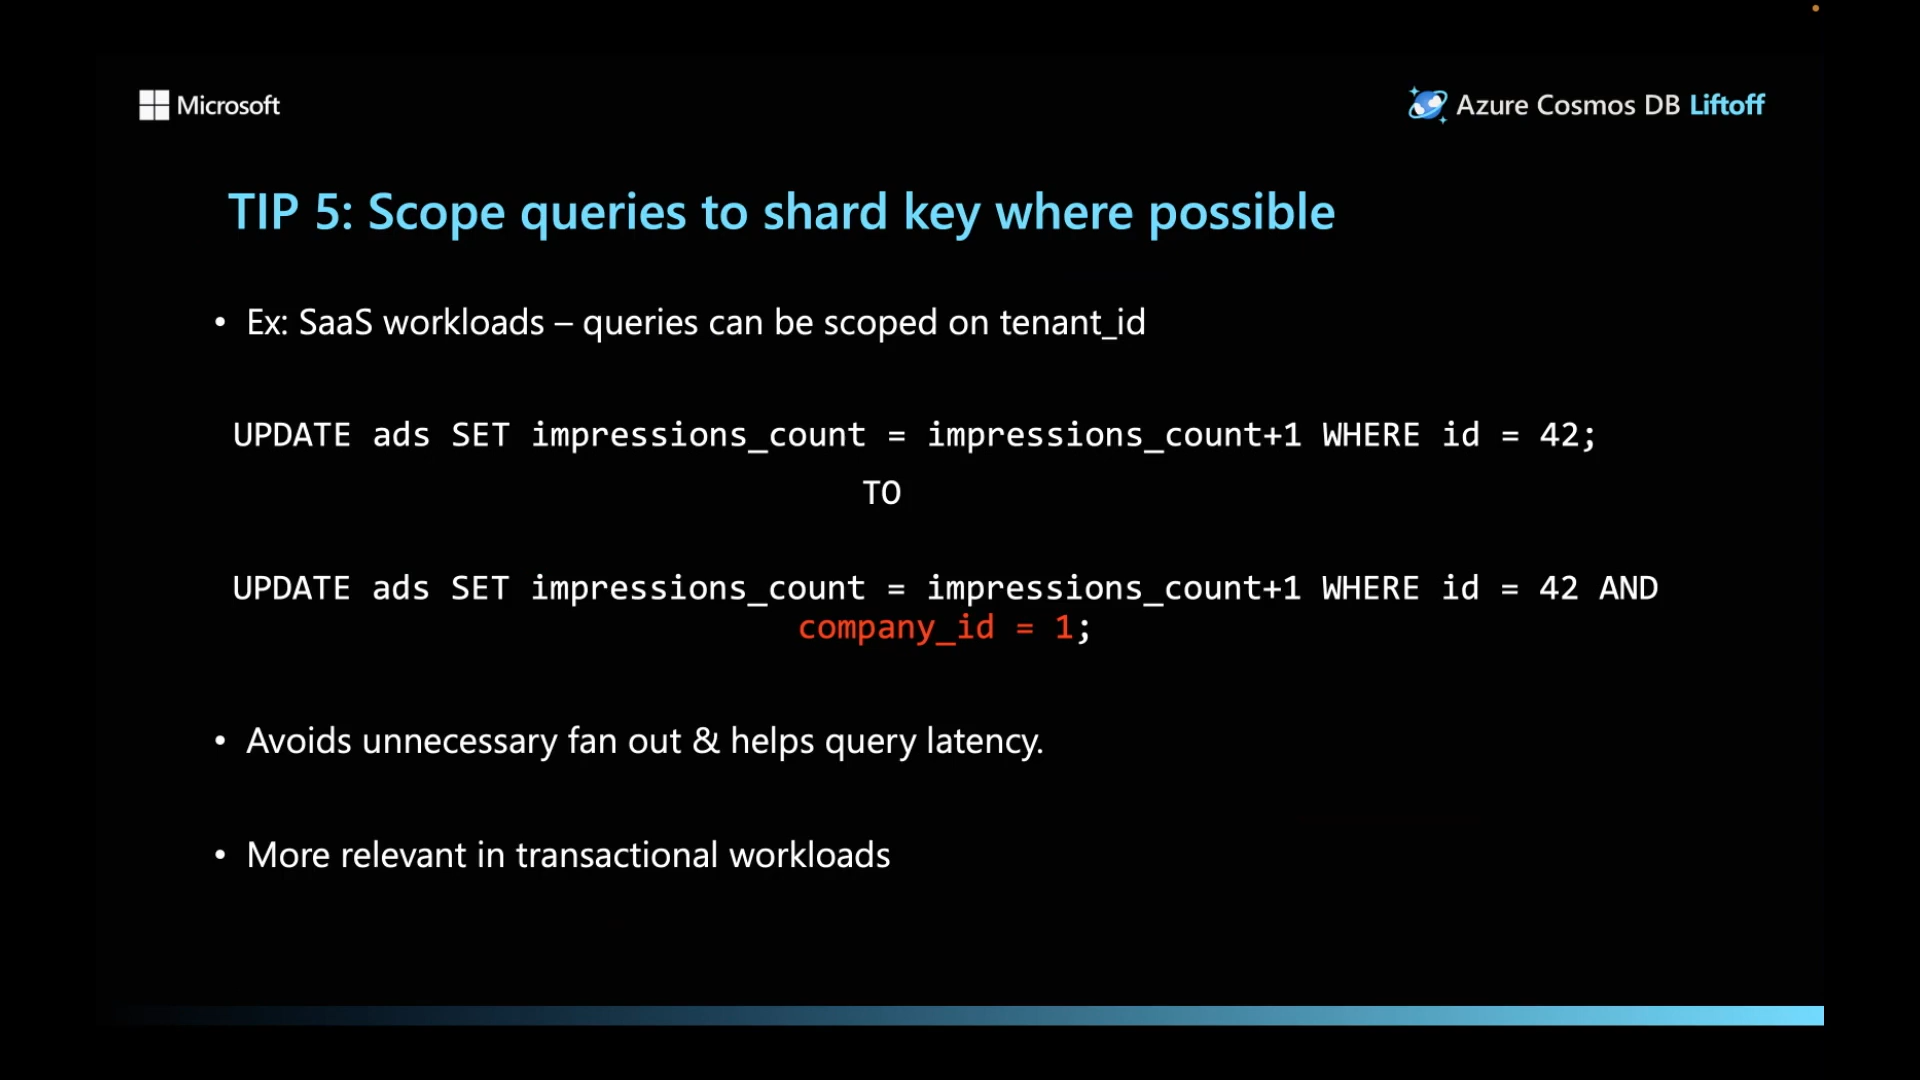 Microsoft
Azure Cosmos DB Liftoff
TIP 5: Scope queries to shard key where possible
• Ex: SaaS workloads – queries can be scoped on tenant_id
UPDATE ads SET impressions_count = impressions_count+1 WHERE id = 42;
TO
UPDATE ads SET impressions_count = impressions_count+1 WHERE id = 42 AND
company_id = 1;
• Avoids unnecessary fan out & helps query latency.
• More relevant in transactional workloads